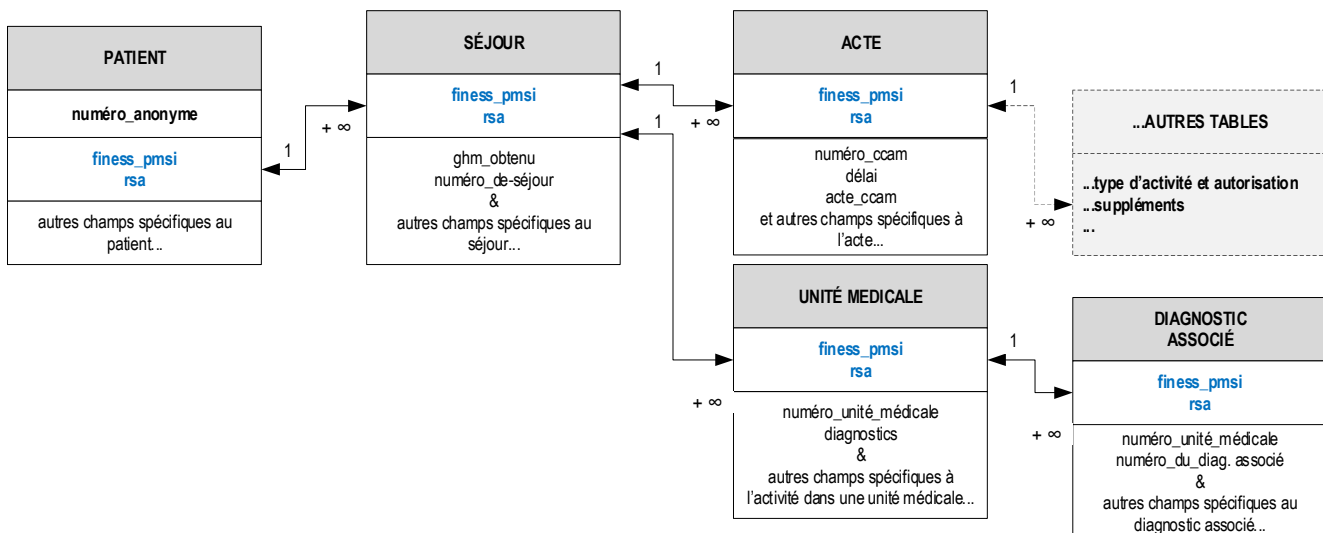 PATIENT
numéro_anonyme
finess_pmsi
rsa
autres champs spécifiques au
patient...
1
+ ∞
SÉJOUR
finess_pmsi
rsa
ghm_obtenu
numéro_de-séjour
&
autres champs spécifiques au
séjour...
1
+ ∞
1
+ ∞
ACTE
finess_pmsi
rsa
numéro_ccam
délai
acte_ccam
et autres champs spécifiques à
l'acte...
1
+ ∞
...AUTRES TABLES
...type d'activité et autorisation
...suppléments
...
UNITÉ MEDICALE
finess_pmsi
rsa
numéro_unité_médicale
diagnostics
&
autres champs spécifiques à
l'activité dans une unité médicale...
1
+ ∞
DIAGNOSTIC
ASSOCIÉ
finess_pmsi
rsa
numéro_unité_médicale
numéro_du_diag. associé
&
autres champs spécifiques au
diagnostic associé...